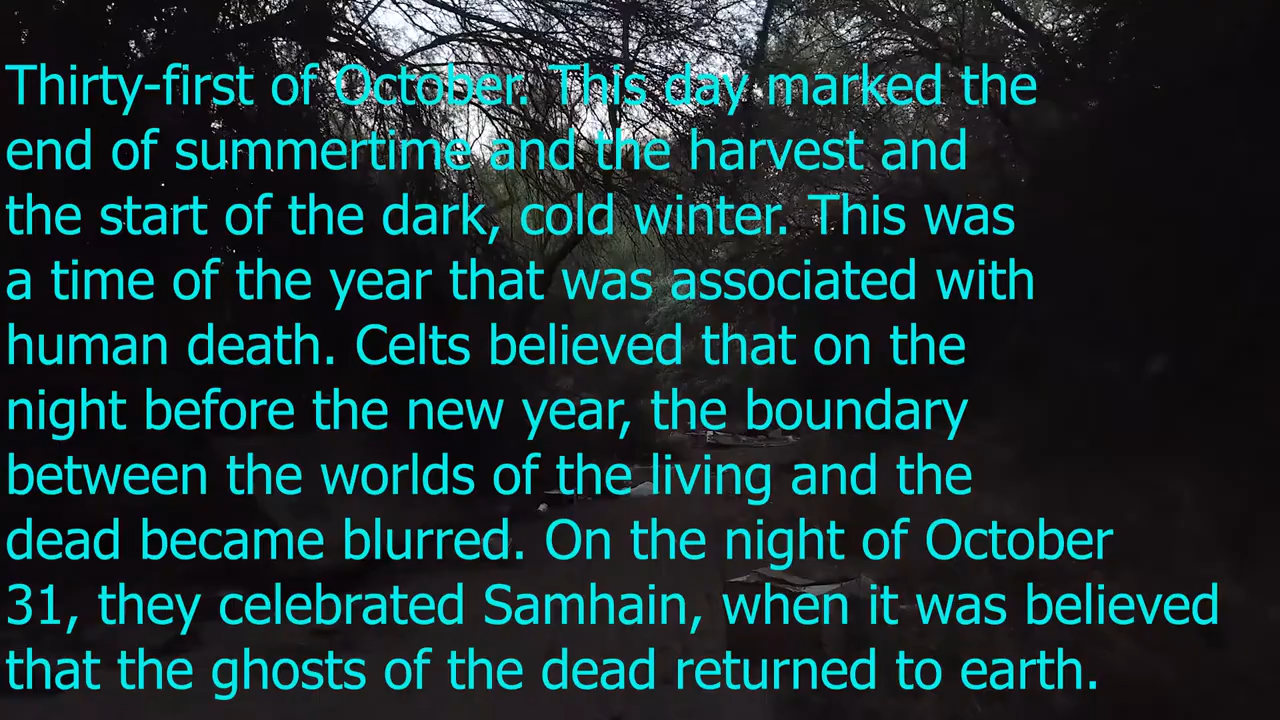 Thirty-first of October. This day marked the
end of summertime and the harvest and
the start of the dark, cold winter. This was
a time of the year that was associated with
human death. Celts believed that on the
night before the new year, the boundary
between the worlds of the living and the
dead became blurred. On the night of October
31, they celebrated Samhain, when it was believed
that the ghosts of the dead returned to earth.